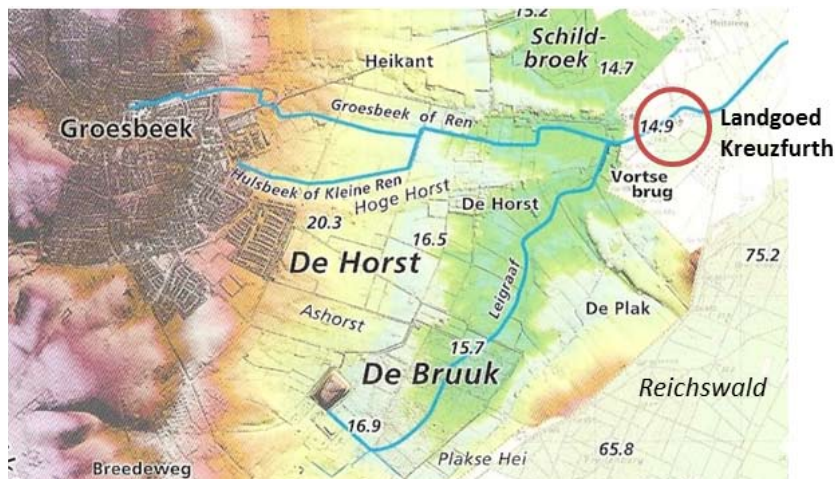 15.2
Schild-
broek
14.7
Heikant
Groesbeek of Ren
Groesbeek
14.9
Landgoed
Kreuzfurth
Hulsbeek of Kleine Ren
Hoge Horst
Vortse
brug
De Horst
20.3
16.5
De Horst
75.2
Leigraaf
De Plak
Ashorst
15.7
De Bruuk
Reichswald
16.9
65.8
Breedeweg
Plakse Hei